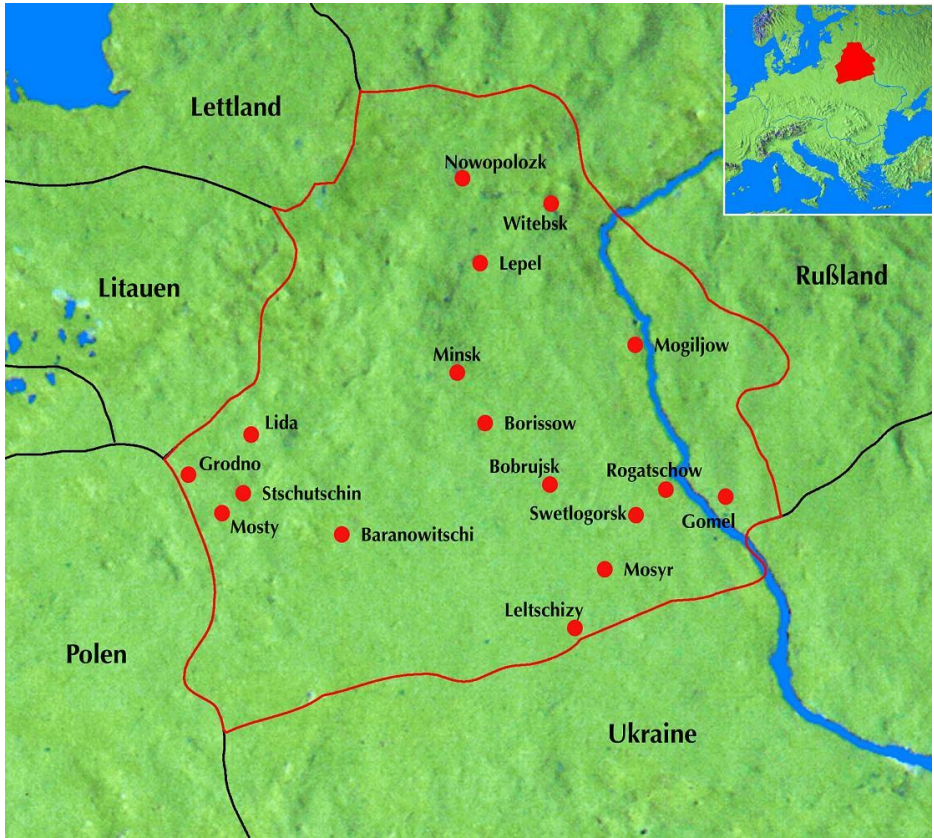 Lettland
Nowopolozk
Witebsk
Lepel
Rußland
Litauen
Mogiljow
Minsk
Lida
Borissow
Grodno
Bobrujsk
Rogatschow
Stschutschin
Mosty
Swetlogorsk
Gomel
Baranowitschi
Mosyr
Leltschizy
Polen
Ukraine